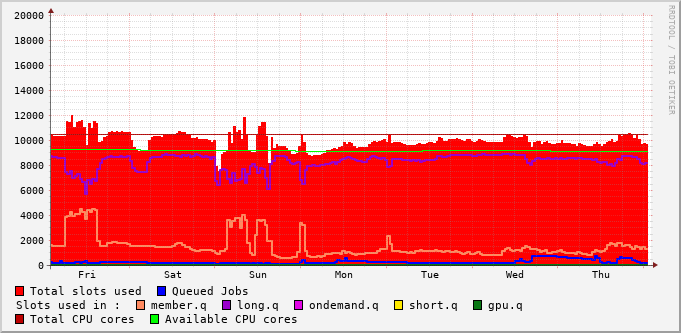 20000
18000
16000
14000
12000
10000
8000
6000
4000
2000
0
Fri Sat Sun Mon Tue Wed Thu
Total slots used Queued Jobs
Slots used in : member.q long.q ondemand.q short.q gpu.q
Total CPU cores Available CPU cores
RRDTOOL / TOBI OETIKER